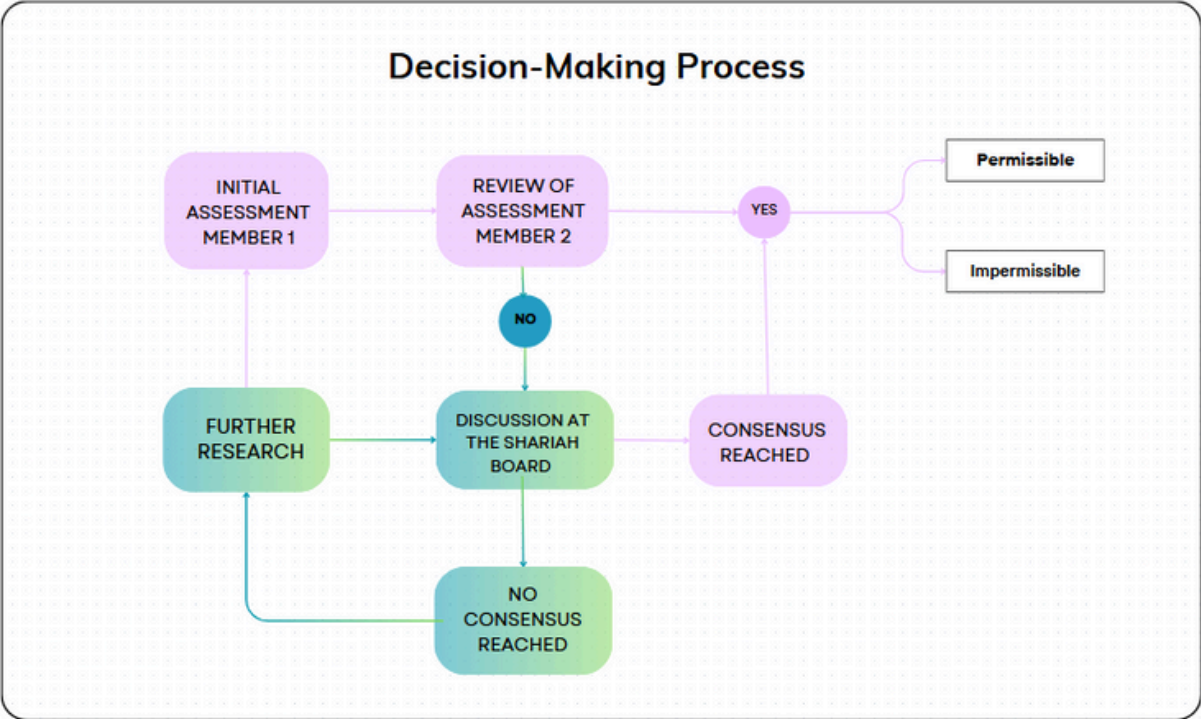 Decision-Making Process
INITIAL
ASSESSMENT
MEMBER 1
REVIEW OF
ASSESSMENT
MEMBER 2
YES
Permissible
Impermissible
NO
FURTHER
RESEARCH
DISCUSSION AT
THE SHARIAH
BOARD
CONSENSUS
REACHED
NO
CONSENSUS
REACHED